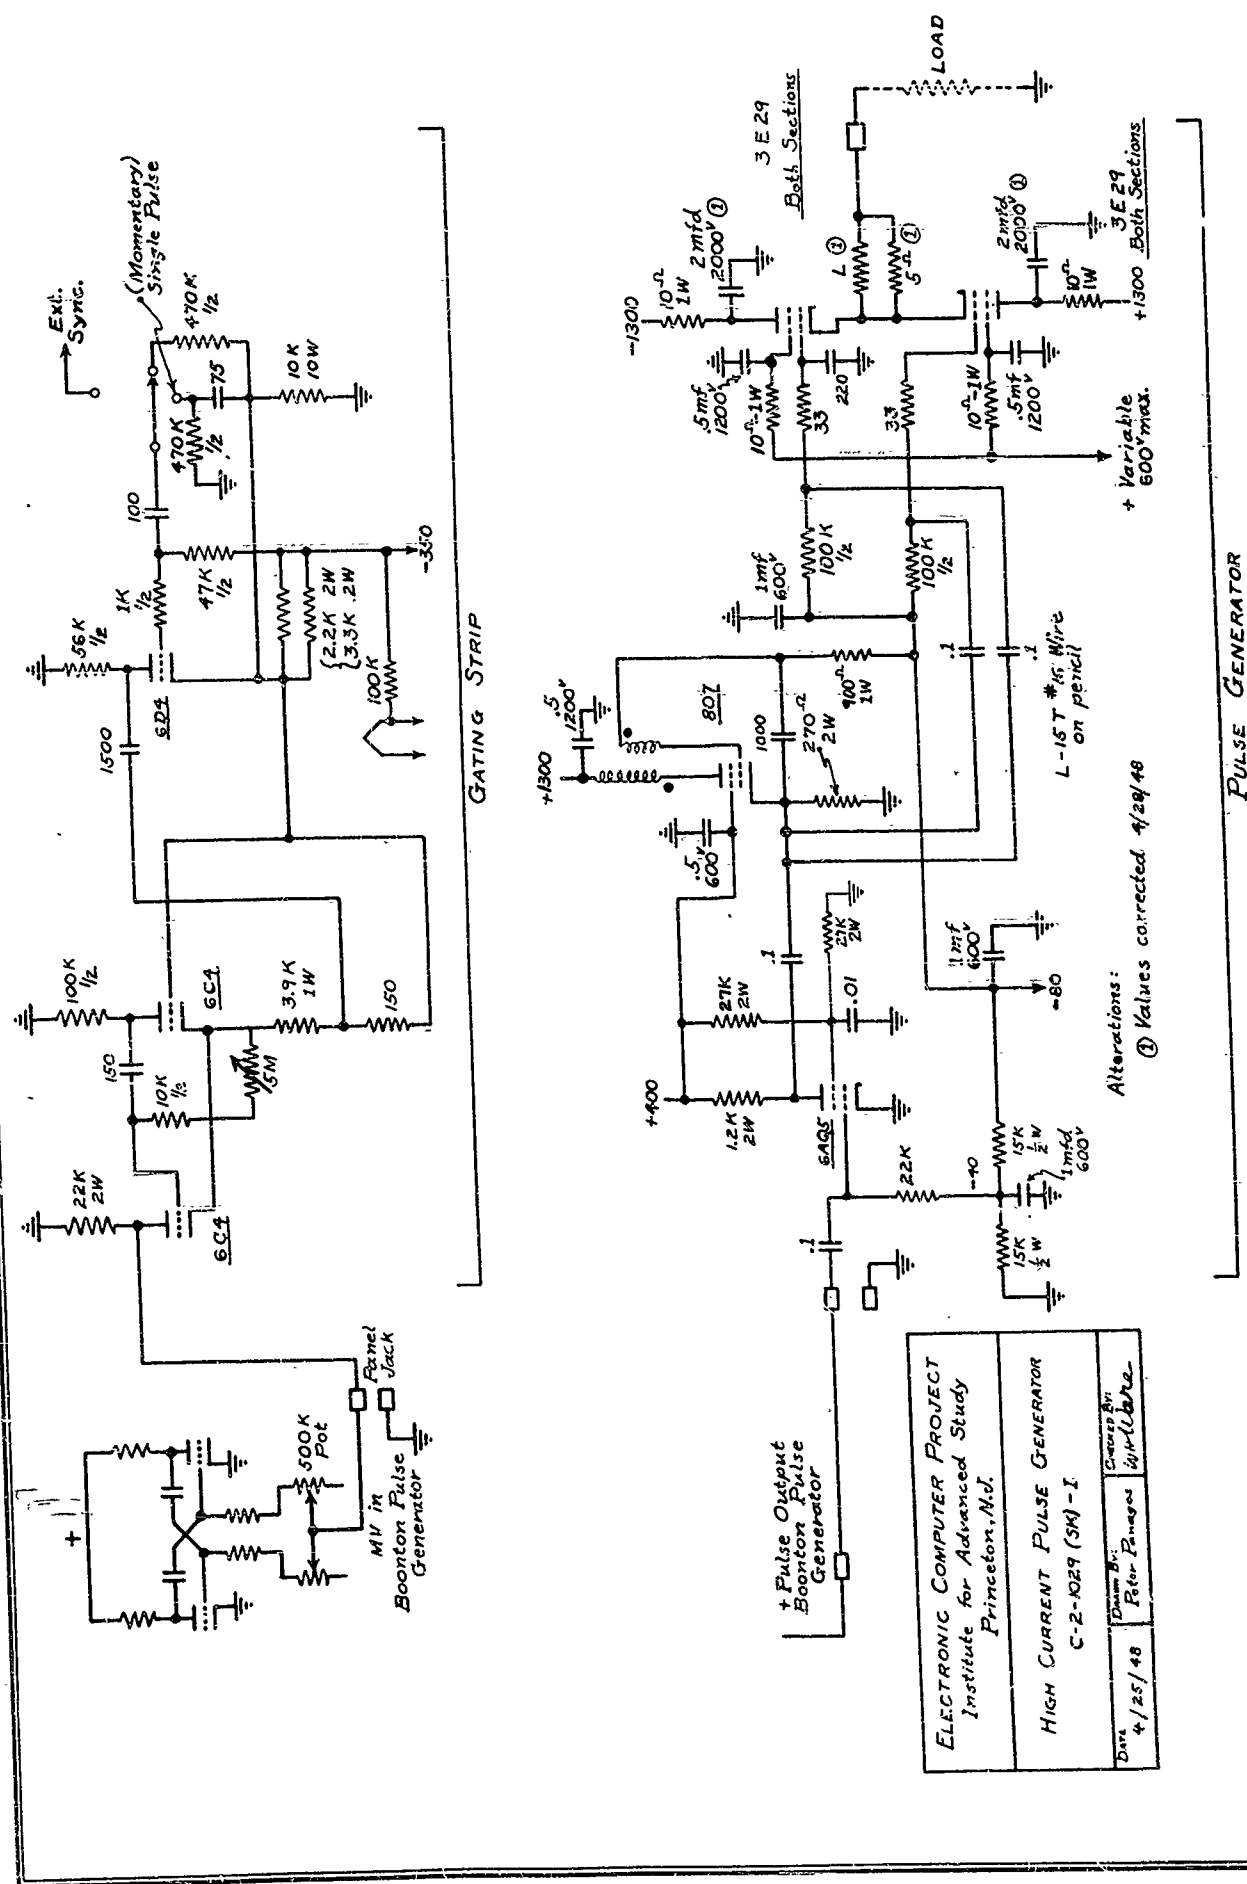 +
500K
Pot
MV in
Boonton Pulse
Generator
Panel
Jack
22K
2W
6C4
10K
1/2
150
100K
1/2
6C4
.5M
3.9K
1W
150
1500
56K
1/2
6D4
1K
1/2
100
47K
1/2
2.2K 2W
3.3K .2W
100K
-350
470K
1/2
75
470K
1/2
10K
10W
(Momentary)
Single Pulse
Ext.
Sync.
GATING STRIP
+ Pulse Output
Boonton Pulse
Generator
.1
22K
-40
15K
½ W
15K
½ W
1mfd
600v
6AQ5
+400
1.2K
2W
27K
2W
.01
27K
2W
.1
1mf
600v
-80
.5
600v
+1300
.5
1200v
807
1000
270Ω
2W
900Ω
1W
1mf
600v
100K
1/2
100K
1/2
.1
.1
L-15T #15 Wire
on pencil
+ Variable
600v max.
.5mf
1200v
10Ω-1W
33
220
33
10Ω-1W
.5mf
1200v
-1300
10Ω
1W
2mfd
2000v ①
3E29
Both Sections
L ①
5Ω ①
LOAD
2mfd
2000v ①
10Ω
1W
+1300
3E29
Both Sections
Alterations:
① Values corrected 4/28/48
PULSE GENERATOR
ELECTRONIC COMPUTER PROJECT
Institute for Advanced Study
Princeton, N.J.
HIGH CURRENT PULSE GENERATOR
C-2-1029 (SK)-1
DATE
4/25/48
DRAWN BY:
Peter Panagos
CHECKED BY:
WHWare